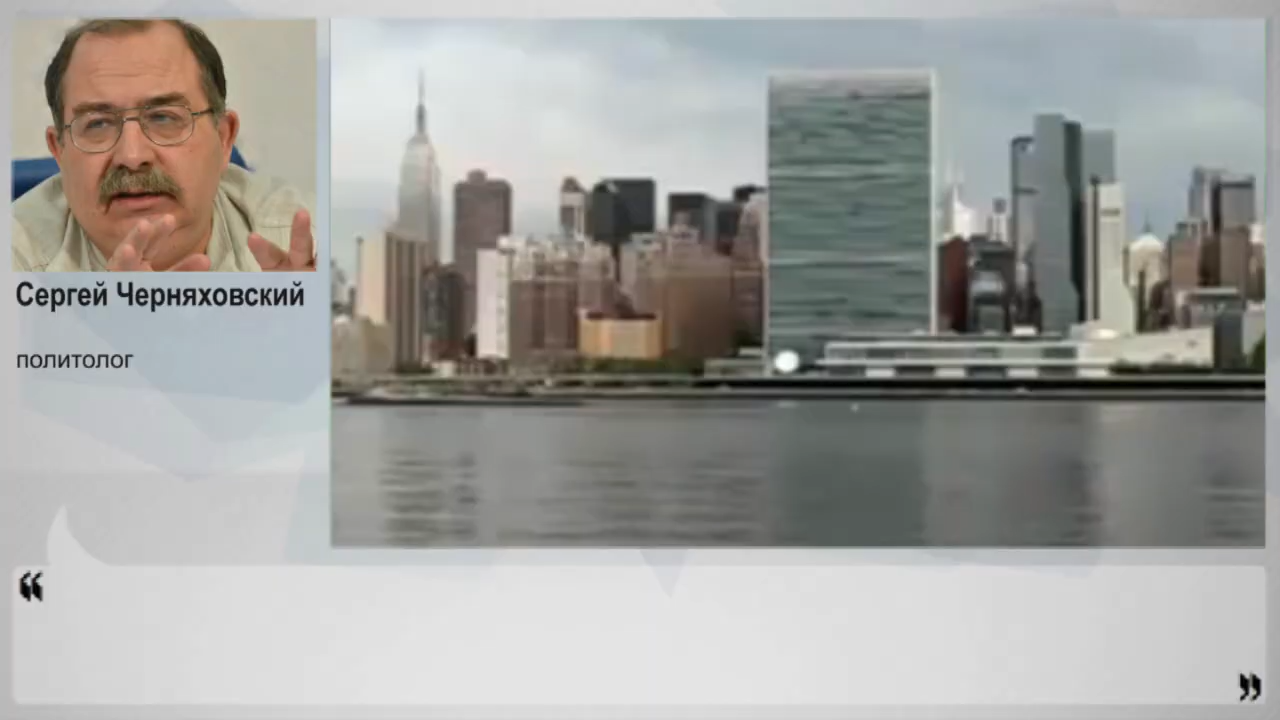 Сергей Черняховский
политолог
“
”